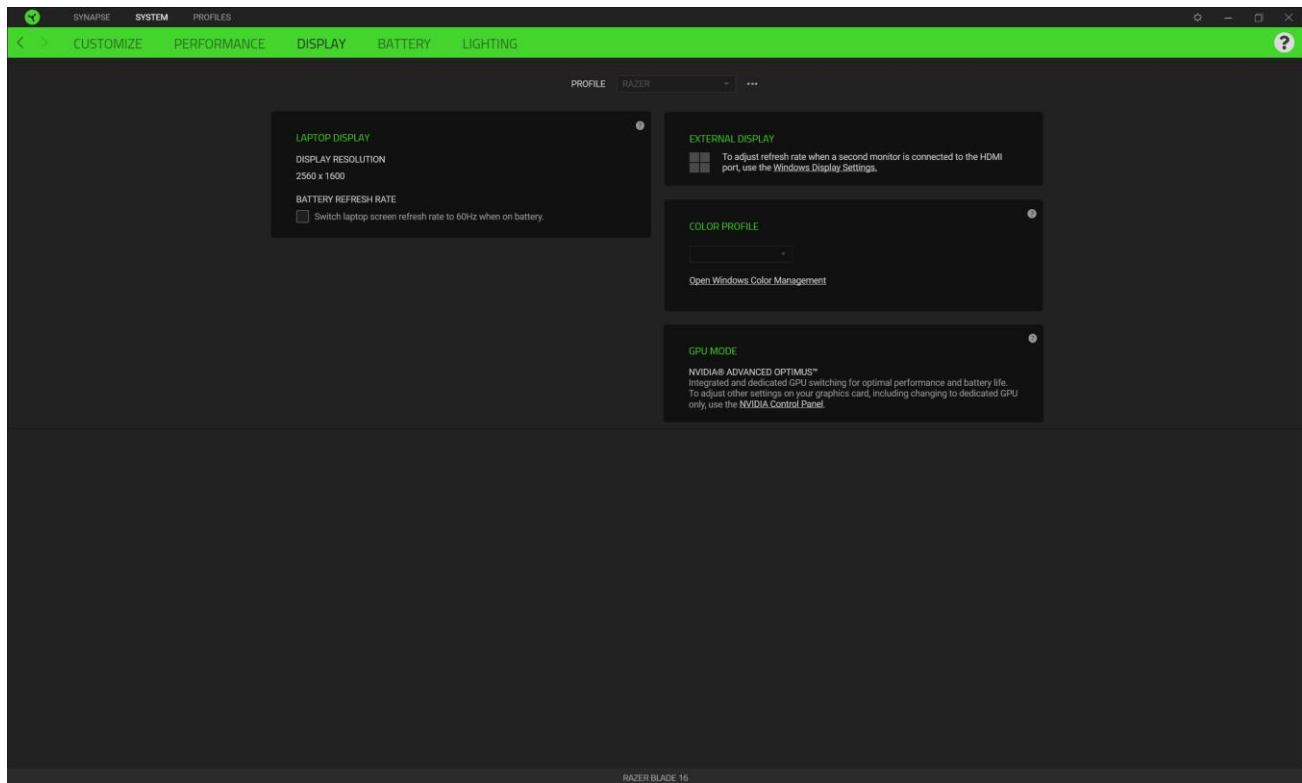 SYNAPSE SYSTEM PROFILES
CUSTOMIZE PERFORMANCE DISPLAY BATTERY LIGHTING ?
PROFILE RAZER
LAPTOP DISPLAY ?
DISPLAY RESOLUTION
2560 x 1600
BATTERY REFRESH RATE
Switch laptop screen refresh rate to 60Hz when on battery.
EXTERNAL DISPLAY
To adjust refresh rate when a second monitor is connected to the HDMI
port, use the Windows Display Settings.
COLOR PROFILE ?
Open Windows Color Management
GPU MODE ?
NVIDIA® ADVANCED OPTIMUS™
Integrated and dedicated GPU switching for optimal performance and battery life.
To adjust other settings on your graphics card, including changing to dedicated GPU
only, use the NVIDIA Control Panel.
RAZER BLADE 16